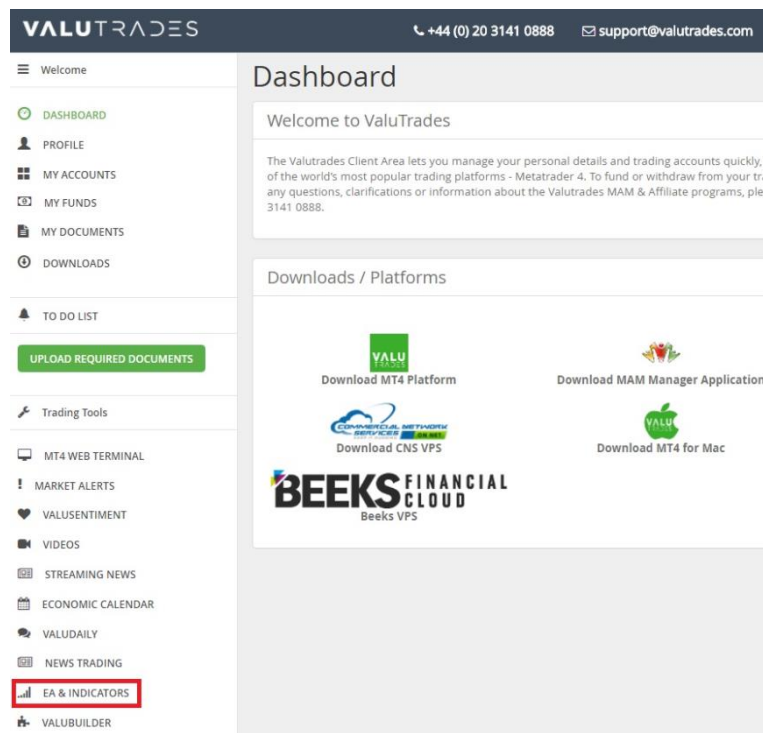 VALUTRADES
+44 (0) 20 3141 0888 support@valutrades.com
Welcome
DASHBOARD
PROFILE
MY ACCOUNTS
MY FUNDS
MY DOCUMENTS
DOWNLOADS
TO DO LIST
UPLOAD REQUIRED DOCUMENTS
Trading Tools
MT4 WEB TERMINAL
MARKET ALERTS
VALUSENTIMENT
VIDEOS
STREAMING NEWS
ECONOMIC CALENDAR
VALUDAILY
NEWS TRADING
EA & INDICATORS
VALUBUILDER
Dashboard
Welcome to ValuTrades
The Valutrades Client Area lets you manage your personal details and trading accounts quickly,
of the world's most popular trading platforms - Metatrader 4. To fund or withdraw from your tr
any questions, clarifications or information about the Valutrades MAM & Affiliate programs, ple
3141 0888.
Downloads / Platforms
VALU
TRADES
Download MT4 Platform
Download MAM Manager Application
COMMERCIAL NETWORK
SERVICES
Download CNS VPS
VALU
TRADES
Download MT4 for Mac
BEEKS FINANCIAL
CLOUD
Beeks VPS